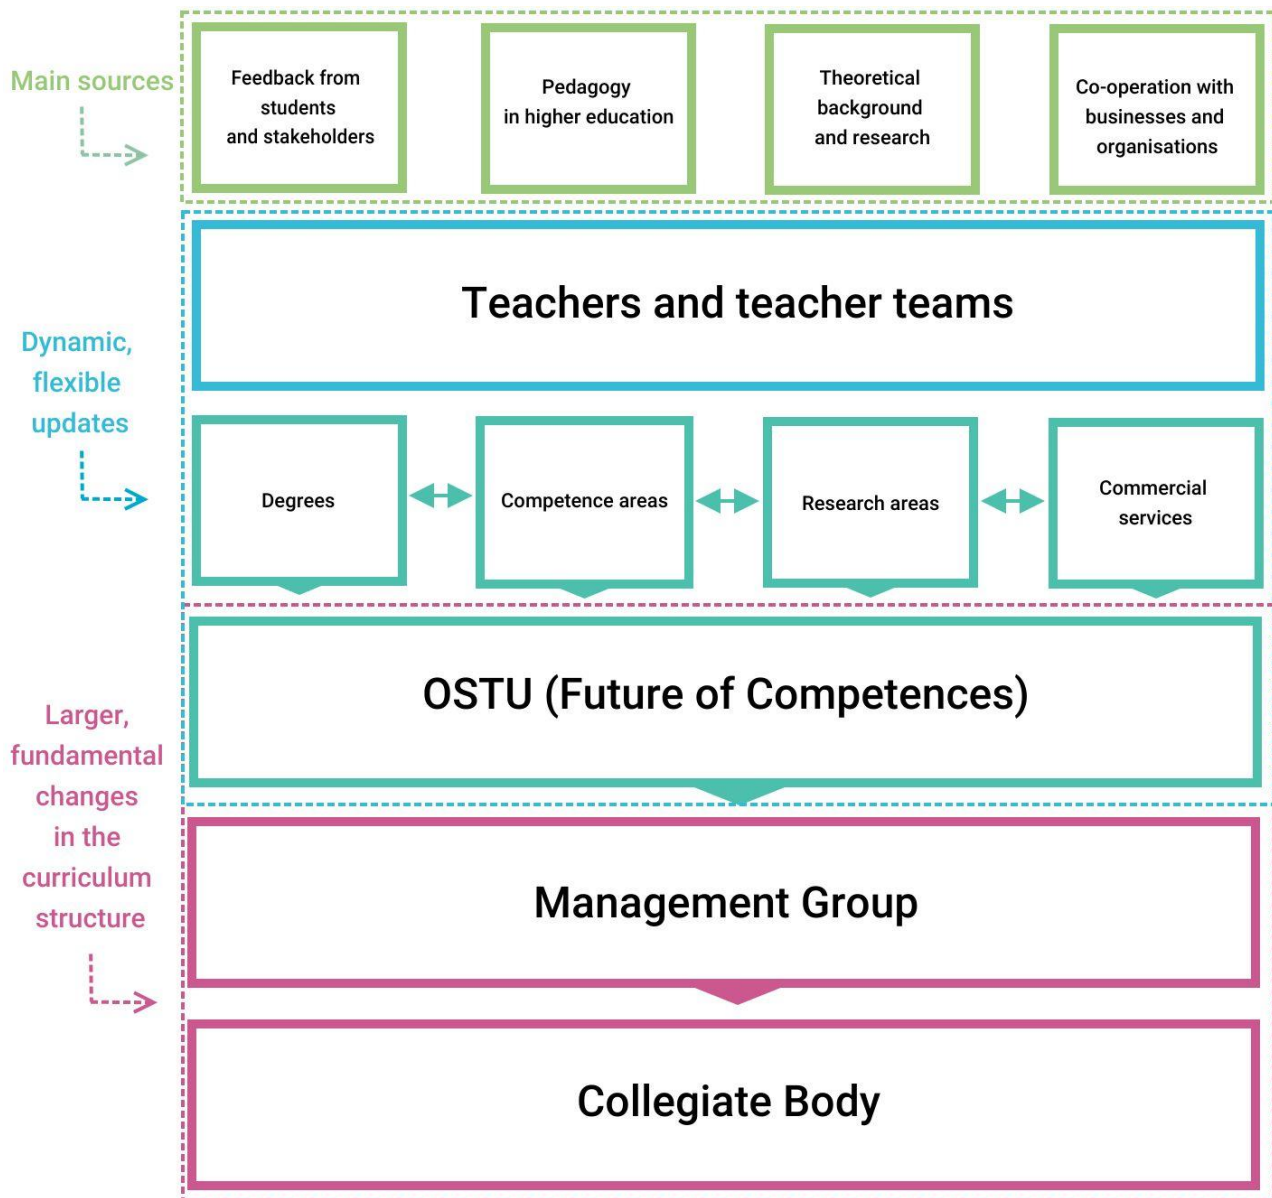 Main sources
Feedback from
students
and stakeholders
Pedagogy
in higher education
Theoretical
background
and research
Co-operation with
businesses and
organisations
Dynamic,
flexible
updates
Teachers and teacher teams
Degrees
Competence areas
Research areas
Commercial
services
Larger,
fundamental
changes
in the
curriculum
structure
OSTU (Future of Competences)
Management Group
Collegiate Body